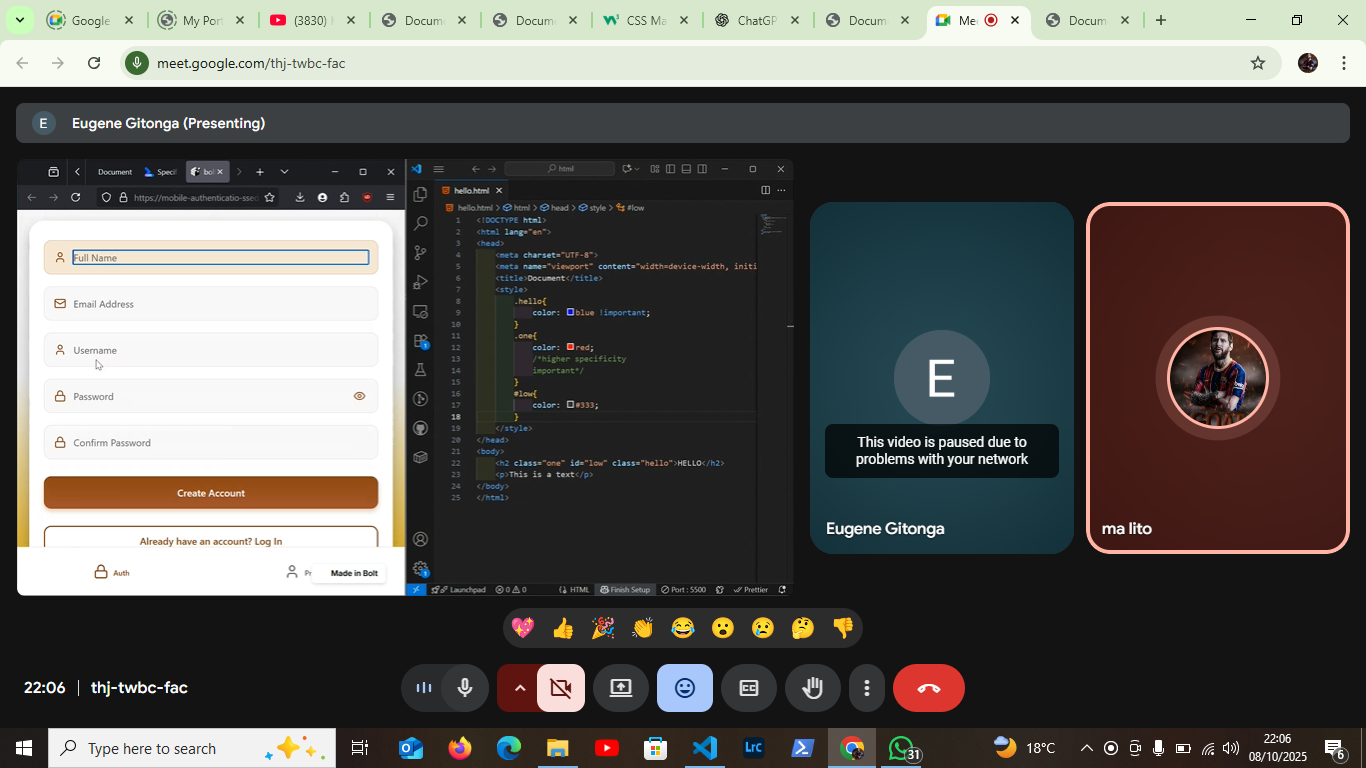 Google
My Port
(3830)
Docum
Docum
CSS Ma
ChatGP
Docum
Mee
Docum
meet.google.com/thj-twbc-fac
E
Eugene Gitonga (Presenting)
Document
Specif
bol
https://mobile-authenticatio-ssed
Full Name
Email Address
Username
Password
Confirm Password
Create Account
Already have an account? Log In
Auth
Pr
Made in Bolt
html
hello.html
hello.html > html > head > style > #low
1 <!DOCTYPE html>
2 <html lang="en">
3 <head>
4 <meta charset="UTF-8">
5 <meta name="viewport" content="width=device-width, initi
6 <title>Document</title>
7 <style>
8 .hello{
9 color: blue !important;
10 }
11 .one{
12 color: red;
13 /*higher specificity
14 important*/
15 }
16 #low{
17 color: #333;
18 }
19 </style>
20 </head>
21 <body>
22 <h2 class="one" id="low" class="hello">HELLO</h2>
23 <p>This is a text</p>
24 </body>
25 </html>
Launchpad
0 0
HTML
Finish Setup
Port : 5500
Prettier
E
This video is paused due to
problems with your network
Eugene Gitonga
ma lito
22:06 | thj-twbc-fac
Type here to search
Lrc
31
18°C
22:06
08/10/2025
6